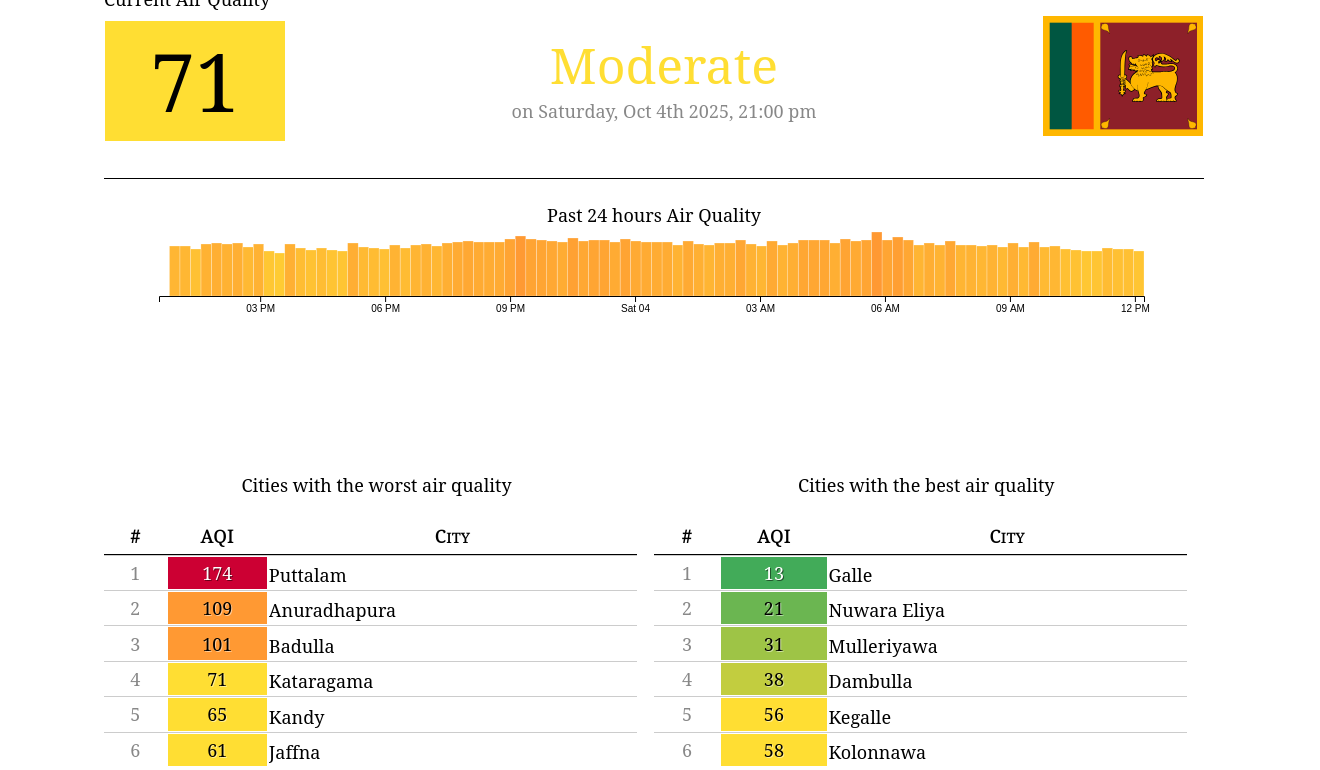 Current Air Quality
71
Moderate
on Saturday, Oct 4th 2025, 21:00 pm
Past 24 hours Air Quality
03 PM 06 PM 09 PM Sat 04 03 AM 06 AM 09 AM 12 PM
Cities with the worst air quality
# AQI City
1 174 Puttalam
2 109 Anuradhapura
3 101 Badulla
4 71 Kataragama
5 65 Kandy
6 61 Jaffna
Cities with the best air quality
# AQI City
1 13 Galle
2 21 Nuwara Eliya
3 31 Mulleriyawa
4 38 Dambulla
5 56 Kegalle
6 58 Kolonnawa